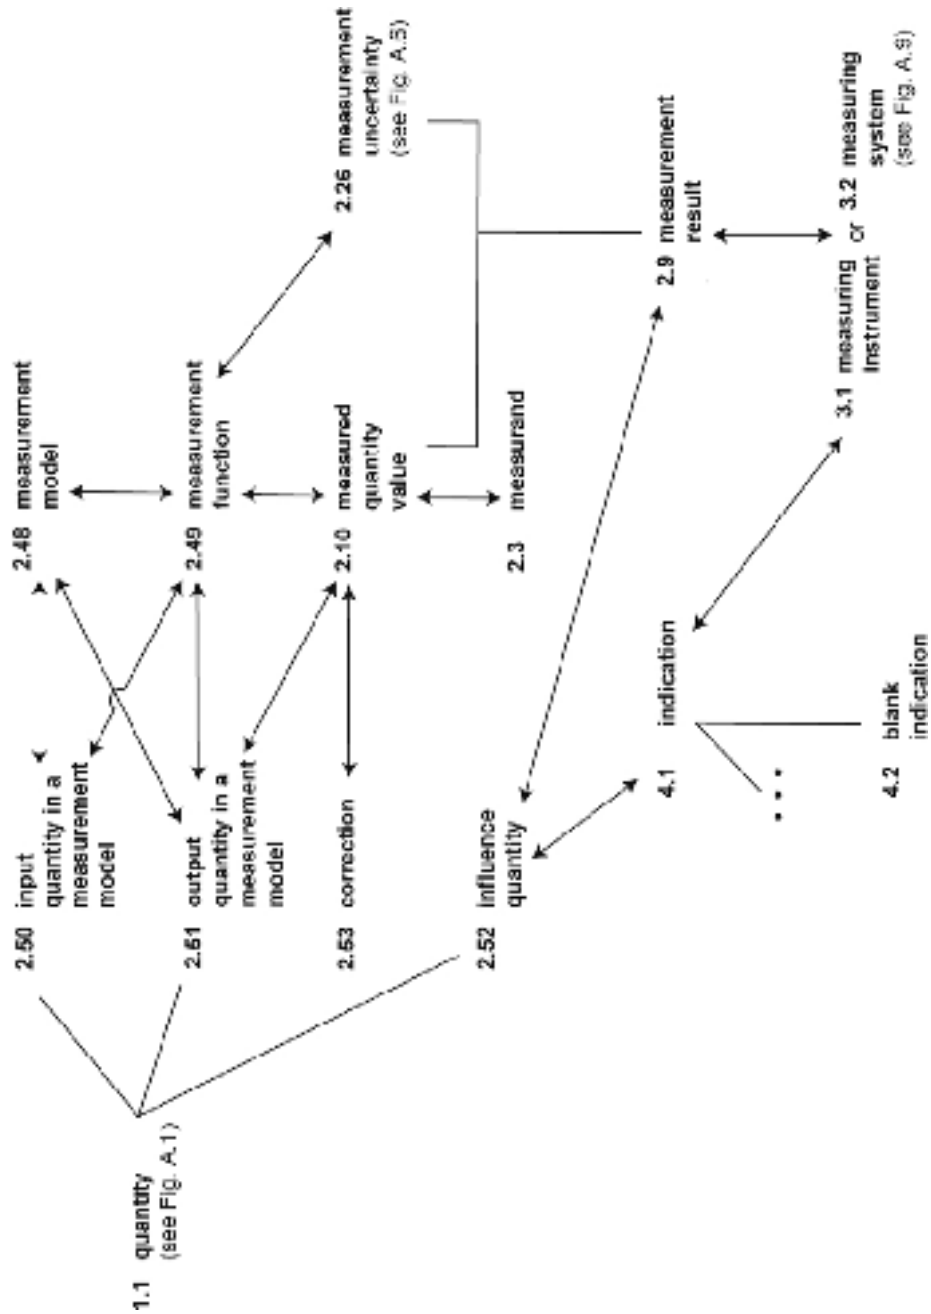 1.1 quantity
(see Fig. A.1)
2.50 input
quantity in a
measurement
model
2.51 output
quantity in a
measurement
model
2.53 correction
2.52 influence
quantity
2.48 measurement
model
2.49 measurement
function
2.10 measured
quantity
value
2.3 measurand
4.1 indication
4.2 blank
indication
2.26 measurement
uncertainty
(see Fig. A.5)
2.9 measurement
result
3.1 measuring
instrument
or
3.2 measuring
system
(see Fig. A.9)